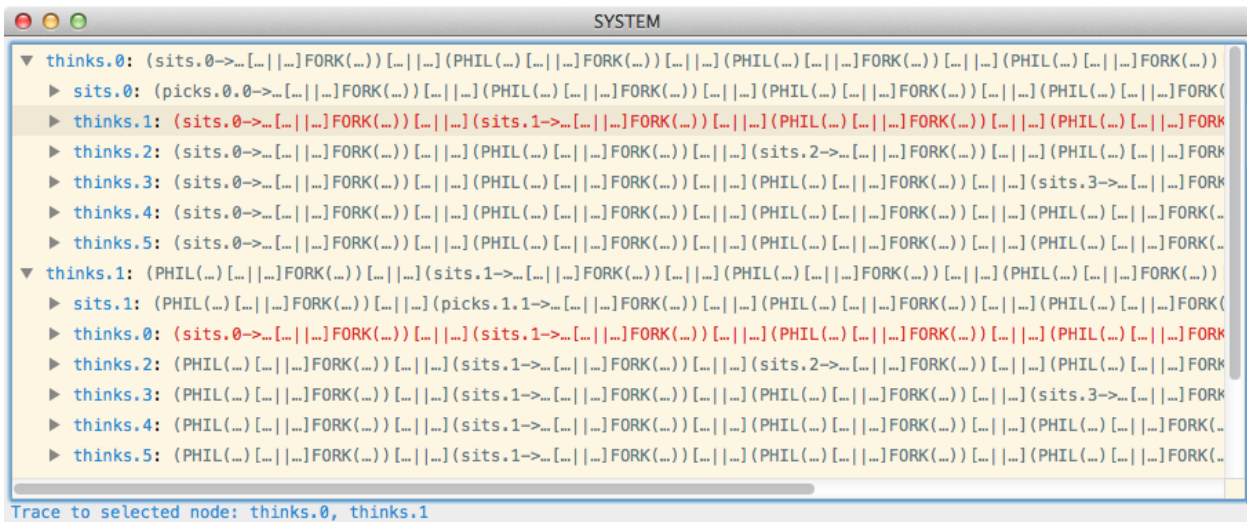 SYSTEM
▼ thinks.0: (sits.0->…[…||…]FORK(…))[…||…](PHIL(…)[…||…]FORK(…))[…||…](PHIL(…)[…||…]FORK(…))[…||…](PHIL(…)[…||…]FORK(…))
▶ sits.0: (picks.0.0->…[…||…]FORK(…))[…||…](PHIL(…)[…||…]FORK(…))[…||…](PHIL(…)[…||…]FORK(…))[…||…](PHIL(…)[…||…]FORK(
▶ thinks.1: (sits.0->…[…||…]FORK(…))[…||…](sits.1->…[…||…]FORK(…))[…||…](PHIL(…)[…||…]FORK(…))[…||…](PHIL(…)[…||…]FORK
▶ thinks.2: (sits.0->…[…||…]FORK(…))[…||…](PHIL(…)[…||…]FORK(…))[…||…](sits.2->…[…||…]FORK(…))[…||…](PHIL(…)[…||…]FORK
▶ thinks.3: (sits.0->…[…||…]FORK(…))[…||…](PHIL(…)[…||…]FORK(…))[…||…](PHIL(…)[…||…]FORK(…))[…||…](sits.3->…[…||…]FORK
▶ thinks.4: (sits.0->…[…||…]FORK(…))[…||…](PHIL(…)[…||…]FORK(…))[…||…](PHIL(…)[…||…]FORK(…))[…||…](PHIL(…)[…||…]FORK(…
▶ thinks.5: (sits.0->…[…||…]FORK(…))[…||…](PHIL(…)[…||…]FORK(…))[…||…](PHIL(…)[…||…]FORK(…))[…||…](PHIL(…)[…||…]FORK(…
▼ thinks.1: (PHIL(…)[…||…]FORK(…))[…||…](sits.1->…[…||…]FORK(…))[…||…](PHIL(…)[…||…]FORK(…))[…||…](PHIL(…)[…||…]FORK(…))
▶ sits.1: (PHIL(…)[…||…]FORK(…))[…||…](picks.1.1->…[…||…]FORK(…))[…||…](PHIL(…)[…||…]FORK(…))[…||…](PHIL(…)[…||…]FORK(
▶ thinks.0: (sits.0->…[…||…]FORK(…))[…||…](sits.1->…[…||…]FORK(…))[…||…](PHIL(…)[…||…]FORK(…))[…||…](PHIL(…)[…||…]FORK
▶ thinks.2: (PHIL(…)[…||…]FORK(…))[…||…](sits.1->…[…||…]FORK(…))[…||…](sits.2->…[…||…]FORK(…))[…||…](PHIL(…)[…||…]FORK
▶ thinks.3: (PHIL(…)[…||…]FORK(…))[…||…](sits.1->…[…||…]FORK(…))[…||…](PHIL(…)[…||…]FORK(…))[…||…](sits.3->…[…||…]FORK
▶ thinks.4: (PHIL(…)[…||…]FORK(…))[…||…](sits.1->…[…||…]FORK(…))[…||…](PHIL(…)[…||…]FORK(…))[…||…](PHIL(…)[…||…]FORK(…
▶ thinks.5: (PHIL(…)[…||…]FORK(…))[…||…](sits.1->…[…||…]FORK(…))[…||…](PHIL(…)[…||…]FORK(…))[…||…](PHIL(…)[…||…]FORK(…
Trace to selected node: thinks.0, thinks.1